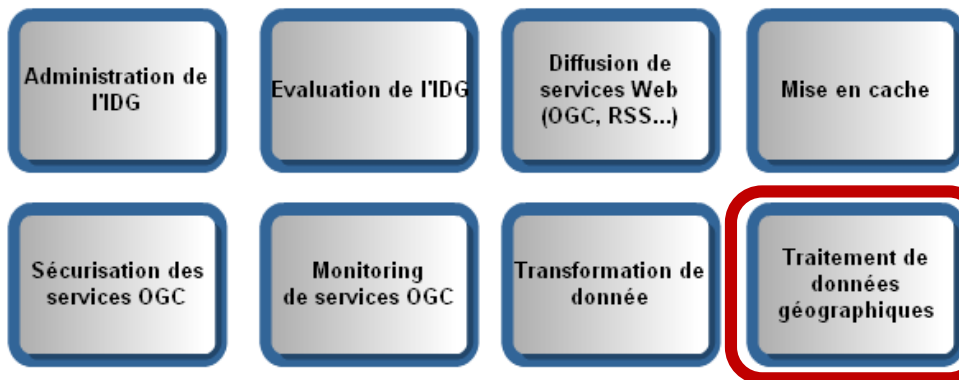 Administration de
l'IDG
Evaluation de l'IDG
Diffusion de
services Web
(OGC, RSS...)
Mise en cache
Sécurisation des
services OGC
Monitoring
de services OGC
Transformation de
donnée
Traitement de
données
géographiques